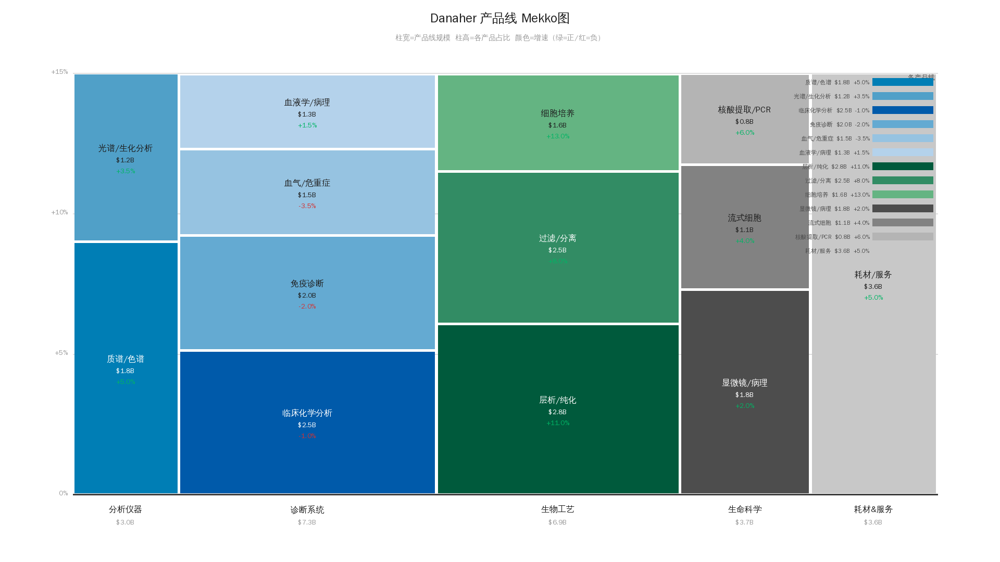 Danaher 产品线 Mekko图
柱宽=产品线规模 柱高=各产品占比 颜色=增速（绿=正/红=负）
+15%
+10%
+5%
0%
光谱/生化分析
$1.2B
+3.5%
质谱/色谱
$1.8B
+5.0%
血液学/病理
$1.3B
+1.5%
血气/危重症
$1.5B
-3.5%
免疫诊断
$2.0B
-2.0%
临床化学分析
$2.5B
-1.0%
细胞培养
$1.6B
+13.0%
过滤/分离
$2.5B
+8.0%
层析/纯化
$2.8B
+11.0%
核酸提取/PCR
$0.8B
+6.0%
流式细胞
$1.1B
+4.0%
显微镜/病理
$1.8B
+2.0%
各产品线
质谱/色谱 $1.8B +5.0%
光谱/生化分析 $1.2B +3.5%
临床化学分析 $2.5B -1.0%
免疫诊断 $2.0B -2.0%
血气/危重症 $1.5B -3.5%
血液学/病理 $1.3B +1.5%
层析/纯化 $2.8B +11.0%
过滤/分离 $2.5B +8.0%
细胞培养 $1.6B +13.0%
显微镜/病理 $1.8B +2.0%
流式细胞 $1.1B +4.0%
核酸提取/PCR $0.8B +6.0%
耗材/服务 $3.6B +5.0%
耗材/服务
$3.6B
+5.0%
分析仪器
$3.0B
诊断系统
$7.3B
生物工艺
$6.9B
生命科学
$3.7B
耗材&服务
$3.6B